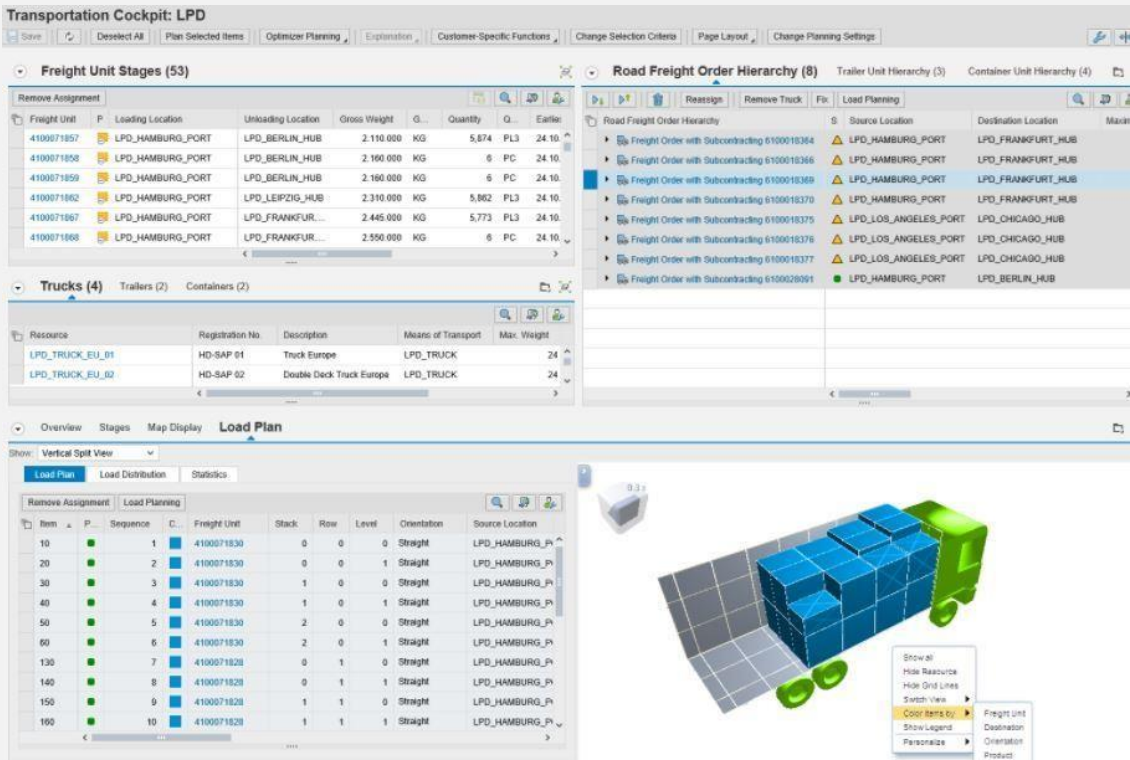 Transportation Cockpit: LPD
Save Deselect All Plan Selected Items Optimizer Planning Explanation Customer-Specific Functions Change Selection Criteria Page Layout Change Planning Settings
Freight Unit Stages (53)
Remove Assignment
Freight Unit P Loading Location Unloading Location Gross Weight G... Quantity Q... Earlies
4100071857 LPD_HAMBURG_PORT LPD_BERLIN_HUB 2.110.000 KG 5,874 PL3 24.10.
4100071858 LPD_HAMBURG_PORT LPD_BERLIN_HUB 2.160.000 KG 6 PC 24.10.
4100071859 LPD_HAMBURG_PORT LPD_BERLIN_HUB 2.160.000 KG 6 PC 24.10.
4100071862 LPD_HAMBURG_PORT LPD_LEIPZIG_HUB 2.310.000 KG 5,862 PL3 24.10.
4100071867 LPD_HAMBURG_PORT LPD_FRANKFUR... 2.445.000 KG 5,773 PL3 24.10.
4100071868 LPD_HAMBURG_PORT LPD_FRANKFUR... 2.550.000 KG 6 PC 24.10.
Road Freight Order Hierarchy (8) Trailer Unit Hierarchy (3) Container Unit Hierarchy (4)
Reassign Remove Truck Fix Load Planning
Road Freight Order Hierarchy S Source Location Destination Location Maxim
Freight Order with Subcontracting 6100018364 LPD_HAMBURG_PORT LPD_FRANKFURT_HUB
Freight Order with Subcontracting 6100018366 LPD_HAMBURG_PORT LPD_FRANKFURT_HUB
Freight Order with Subcontracting 6100018369 LPD_HAMBURG_PORT LPD_FRANKFURT_HUB
Freight Order with Subcontracting 6100018370 LPD_HAMBURG_PORT LPD_FRANKFURT_HUB
Freight Order with Subcontracting 6100018375 LPD_LOS_ANGELES_PORT LPD_CHICAGO_HUB
Freight Order with Subcontracting 6100018376 LPD_LOS_ANGELES_PORT LPD_CHICAGO_HUB
Freight Order with Subcontracting 6100018377 LPD_LOS_ANGELES_PORT LPD_CHICAGO_HUB
Freight Order with Subcontracting 6100028091 LPD_HAMBURG_PORT LPD_BERLIN_HUB
Trucks (4) Trailers (2) Containers (2)
Resource Registration No. Description Means of Transport Max. Weight
LPD_TRUCK_EU_01 HD-SAP 01 Truck Europe LPD_TRUCK 24
LPD_TRUCK_EU_02 HD-SAP 02 Double Deck Truck Europe LPD_TRUCK 24
Overview Stages Map Display Load Plan
Show: Vertical Split View
Load Plan Load Distribution Statistics
Remove Assignment Load Planning
Item P... Sequence C... Freight Unit Stack Row Level Orientation Source Location
10 1 4100071830 0 0 0 Straight LPD_HAMBURG_P
20 2 4100071830 0 0 1 Straight LPD_HAMBURG_P
30 3 4100071830 1 0 0 Straight LPD_HAMBURG_P
40 4 4100071830 1 0 1 Straight LPD_HAMBURG_P
50 5 4100071830 2 0 0 Straight LPD_HAMBURG_P
60 6 4100071830 2 0 1 Straight LPD_HAMBURG_P
130 7 4100071828 0 1 0 Straight LPD_HAMBURG_P
140 8 4100071828 0 1 1 Straight LPD_HAMBURG_P
150 9 4100071828 1 1 0 Straight LPD_HAMBURG_P
160 10 4100071828 1 1 1 Straight LPD_HAMBURG_P
Show all
Hide Resource
Hide Grid Lines
Switch View
Color Items by
Show Legend
Personalize
Freight Unit
Destination
Orientation
Product